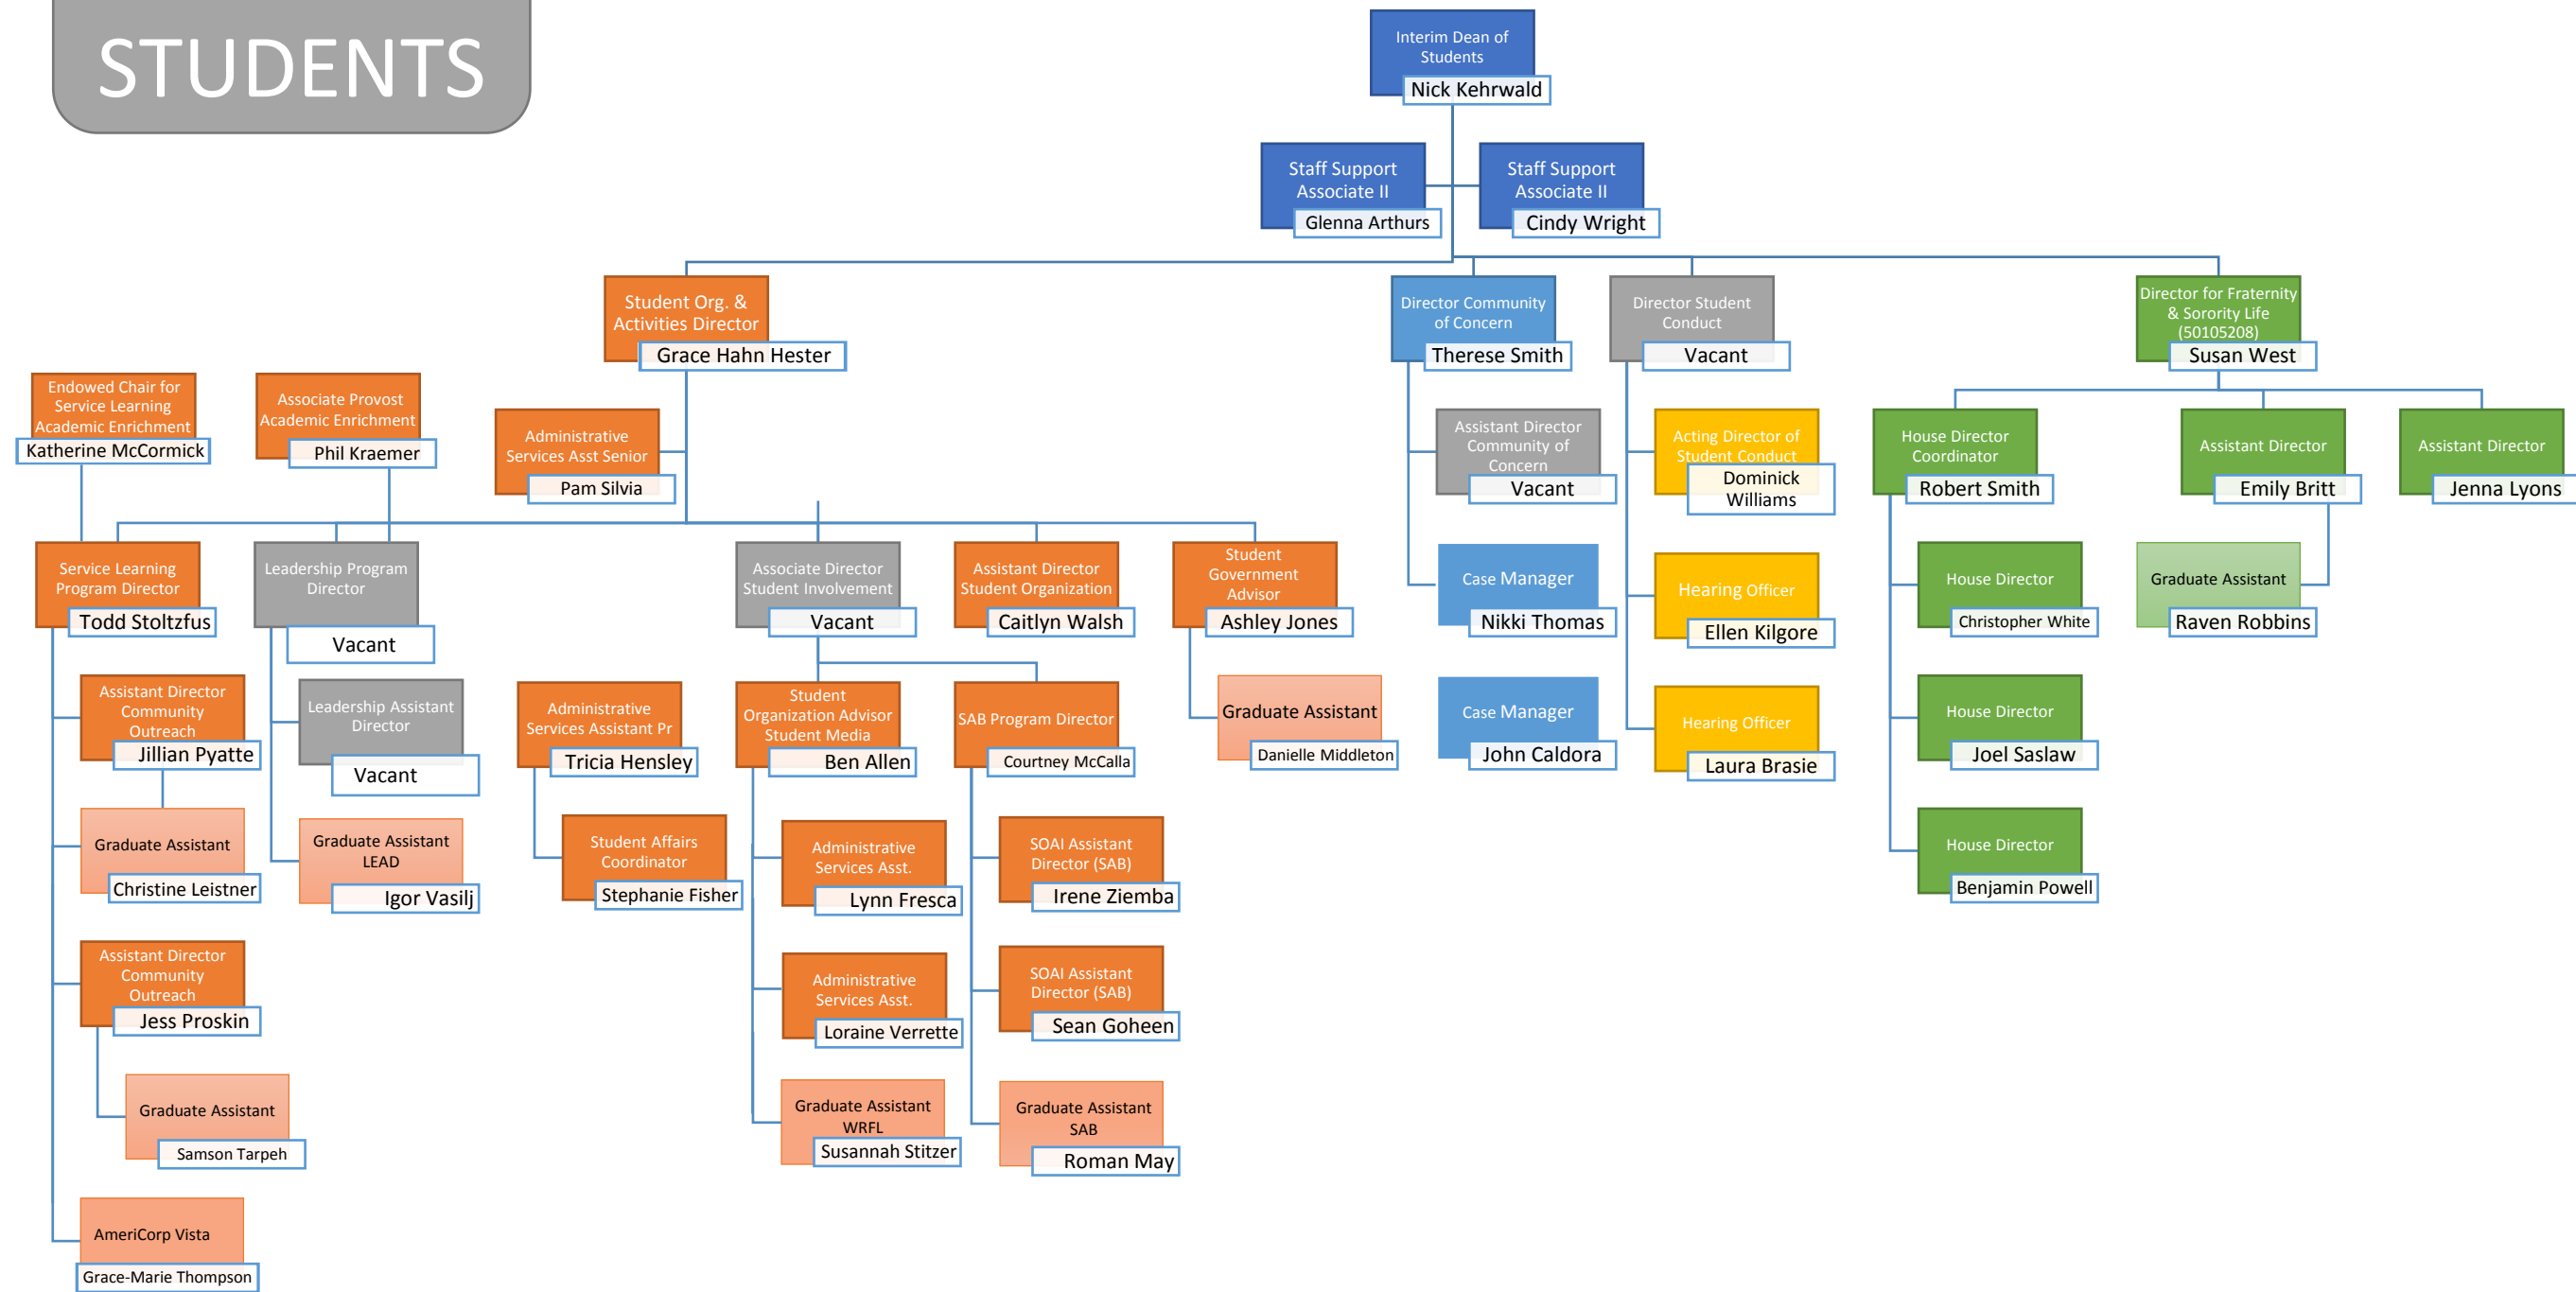 STUDENTS
Interim Dean of
Students
Nick Kehrwald
Staff Support
Associate II
Glenna Arthurs
Staff Support
Associate II
Cindy Wright
Student Org. &
Activities Director
Grace Hahn Hester
Director Community
of Concern
Therese Smith
Director Student
Conduct
Vacant
Director for Fraternity
& Sorority Life
(50105208)
Susan West
Endowed Chair for
Service Learning
Academic Enrichment
Katherine McCormick
Associate Provost
Academic Enrichment
Phil Kraemer
Administrative
Services Asst Senior
Pam Silvia
Assistant Director
Community of
Concern
Vacant
Acting Director of
Student Conduct
Dominick
Williams
House Director
Coordinator
Robert Smith
Assistant Director
Emily Britt
Assistant Director
Jenna Lyons
Service Learning
Program Director
Todd Stoltzfus
Leadership Program
Director
Vacant
Associate Director
Student Involvement
Vacant
Assistant Director
Student Organization
Caitlyn Walsh
Student
Government
Advisor
Ashley Jones
Case Manager
Nikki Thomas
Hearing Officer
Ellen Kilgore
House Director
Christopher White
Graduate Assistant
Raven Robbins
Assistant Director
Community
Outreach
Jillian Pyatte
Leadership Assistant
Director
Vacant
Administrative
Services Assistant Pr
Tricia Hensley
Student
Organization Advisor
Student Media
Ben Allen
SAB Program Director
Courtney McCalla
Graduate Assistant
Danielle Middleton
Case Manager
John Caldora
Hearing Officer
Laura Brasie
House Director
Joel Saslaw
Graduate Assistant
Christine Leistner
Graduate Assistant
LEAD
Igor Vasilj
Student Affairs
Coordinator
Stephanie Fisher
Administrative
Services Asst.
Lynn Fresca
SOAI Assistant
Director (SAB)
Irene Ziemba
House Director
Benjamin Powell
Assistant Director
Community
Outreach
Jess Proskin
Administrative
Services Asst.
Loraine Verrette
SOAI Assistant
Director (SAB)
Sean Goheen
Graduate Assistant
Samson Tarpeh
Graduate Assistant
WRFL
Susannah Stitzer
Graduate Assistant
SAB
Roman May
AmeriCorp Vista
Grace-Marie Thompson